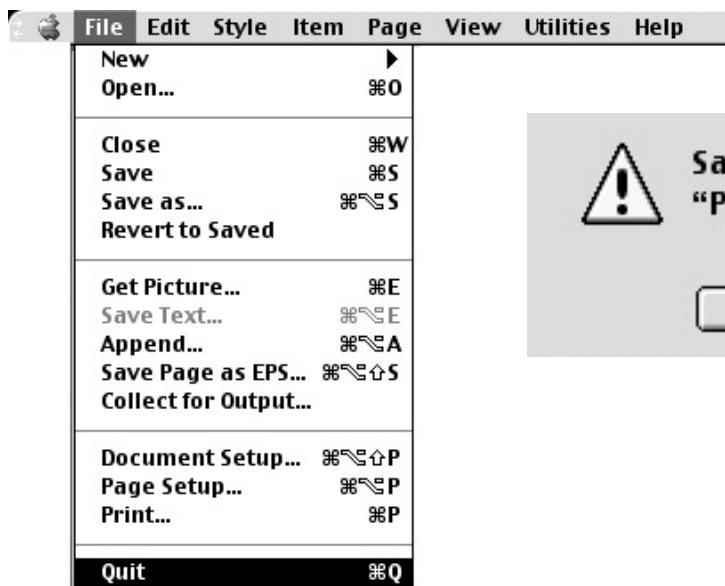 File Edit Style Item Page View Utilities Help
New
Open... ⌘O
Close ⌘W
Save ⌘S
Save as... ⌘⌥S
Revert to Saved
Get Picture... ⌘E
Save Text... ⌘⌥E
Append... ⌘⌥A
Save Page as EPS... ⌘⌥⇧S
Collect for Output...
Document Setup... ⌘⌥⇧P
Page Setup... ⌘⌥P
Print... ⌘P
Quit ⌘Q
Sa
“P